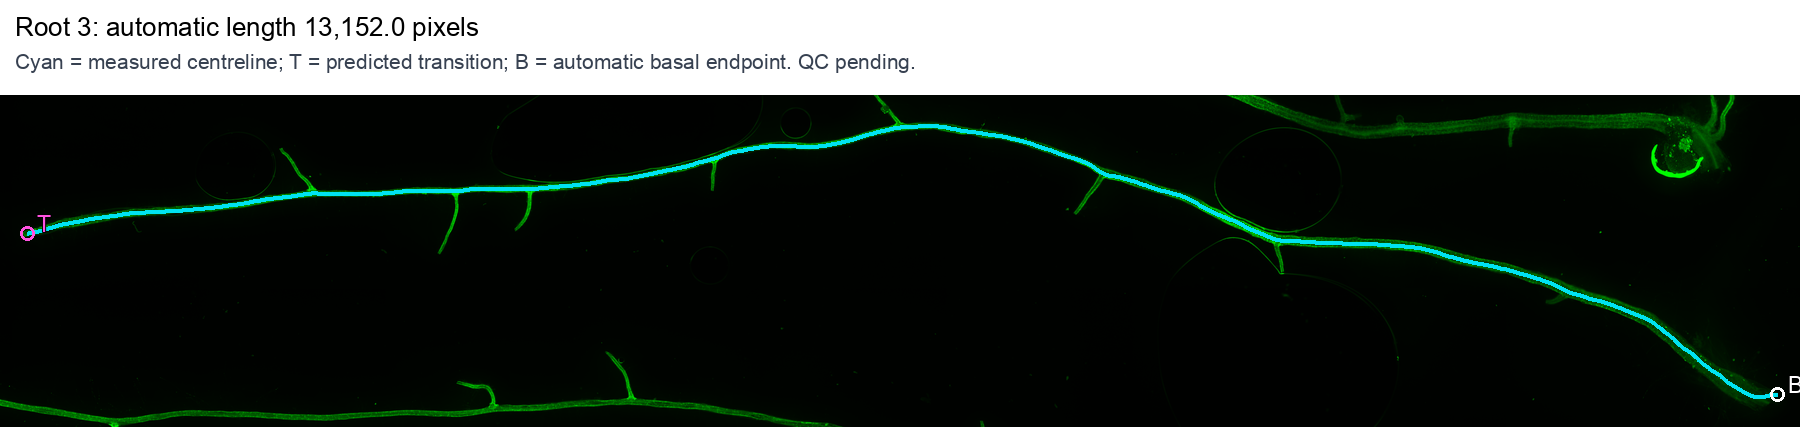 Root 3: automatic length 13,152.0 pixels
Cyan = measured centreline; T = predicted transition; B = automatic basal endpoint. QC pending.
T
B